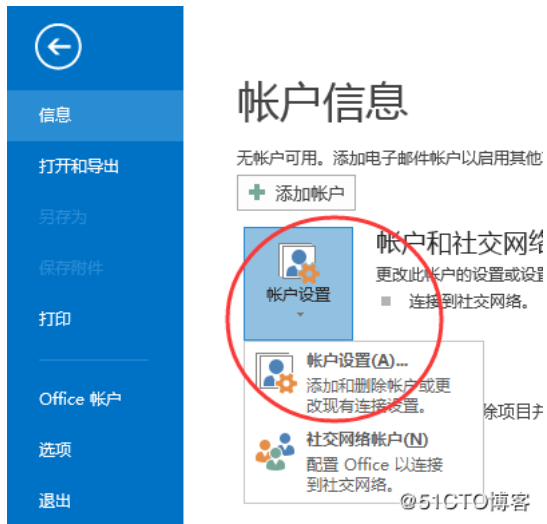 信息
打开和导出
另存为
保存附件
打印
Office 帐户
选项
退出
帐户信息
无帐户可用。添加电子邮件帐户以启用其他
添加帐户
帐户设置
帐户和社交网络
更改此帐户的设置或设置
连接到社交网络。
帐户设置(A)...
添加和删除帐户或更
改现有连接设置。
社交网络帐户(N)
配置 Office 以连接
到社交网络。
除项目并
@51CTO博客